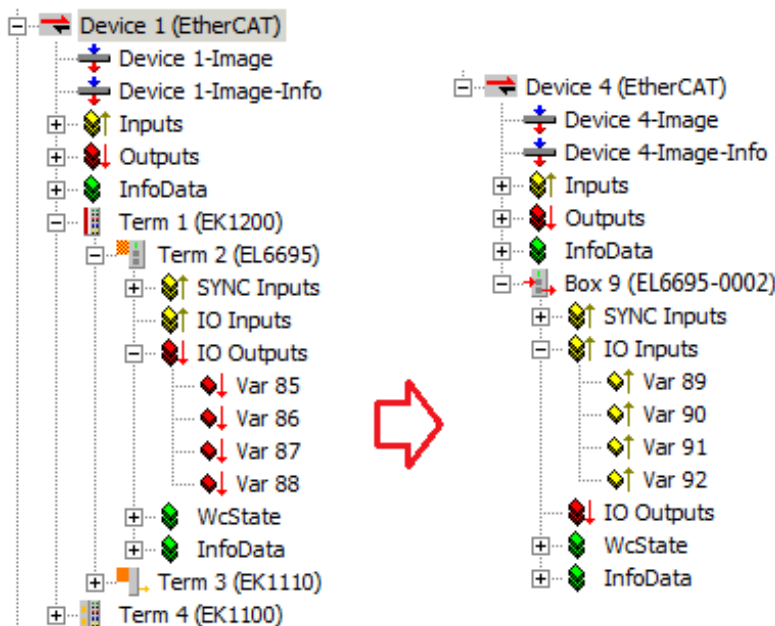 Device 1 (EtherCAT)
Device 1-Image
Device 1-Image-Info
Inputs
Outputs
InfoData
Term 1 (EK1200)
Term 2 (EL6695)
SYNC Inputs
IO Inputs
IO Outputs
Var 85
Var 86
Var 87
Var 88
WcState
InfoData
Term 3 (EK1110)
Term 4 (EK1100)
Device 4 (EtherCAT)
Device 4-Image
Device 4-Image-Info
Inputs
Outputs
InfoData
Box 9 (EL6695-0002)
SYNC Inputs
IO Inputs
Var 89
Var 90
Var 91
Var 92
IO Outputs
WcState
InfoData